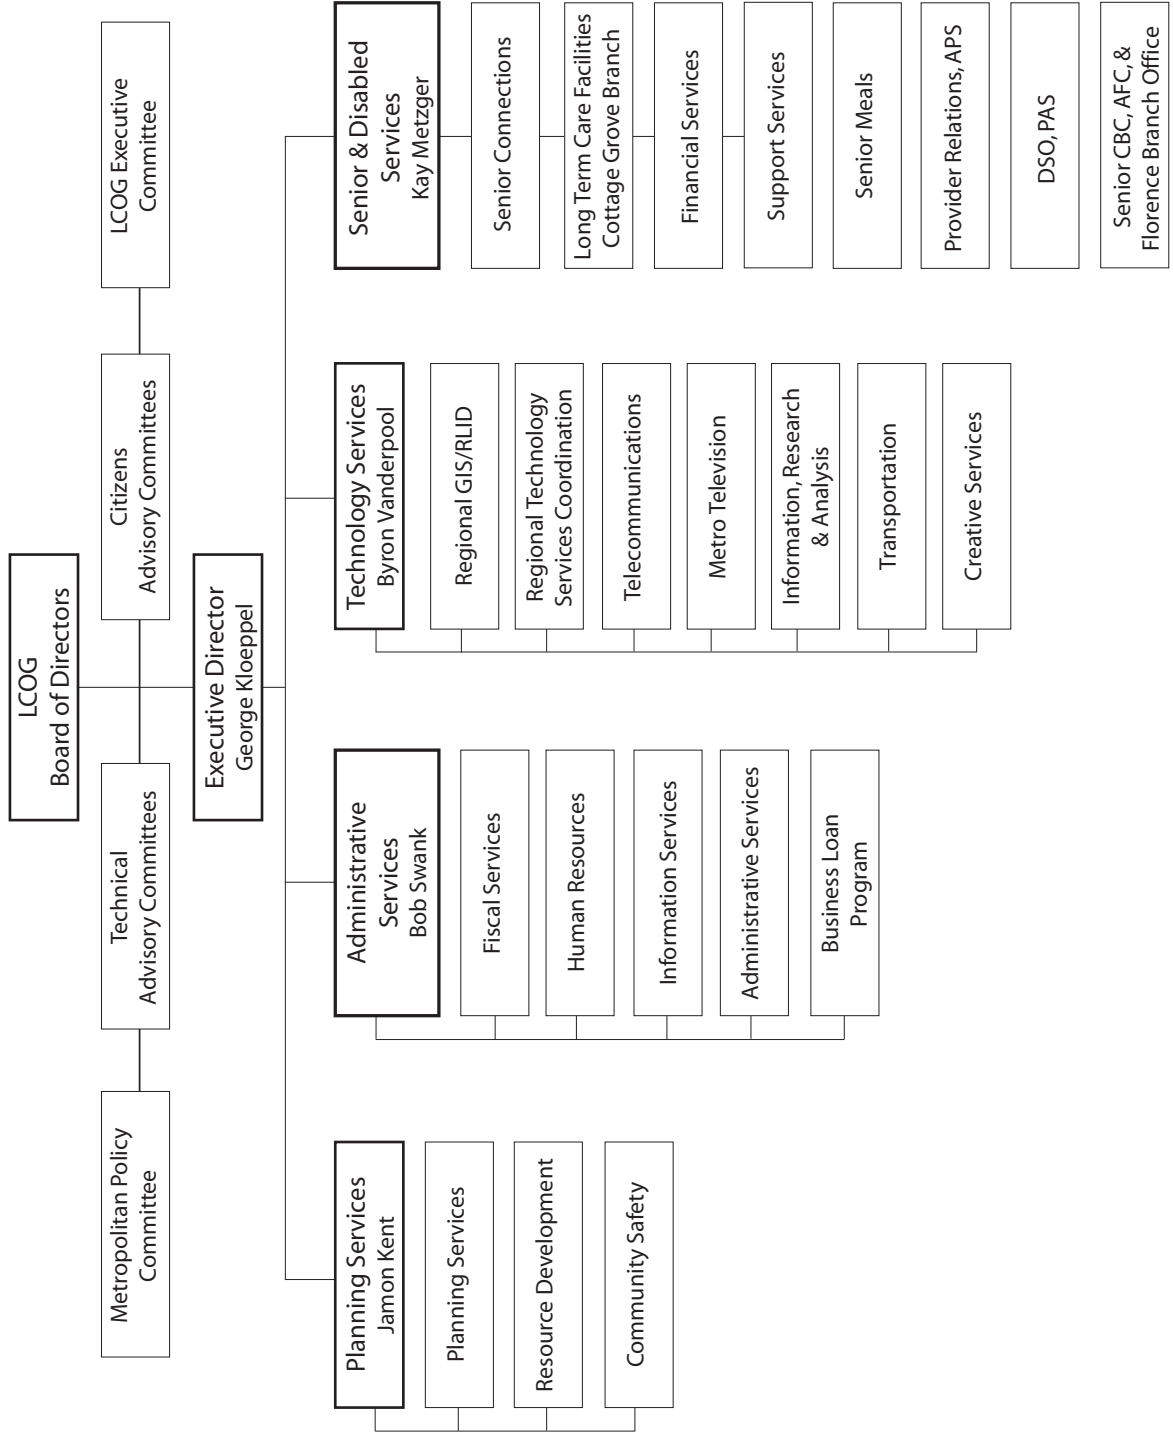 LCOG
Board of Directors
Metropolitan Policy
Committee
Technical
Advisory Committees
Citizens
Advisory Committees
LCOG Executive
Committee
Executive Director
George Kloeppel
Planning Services
Jamon Kent
Planning Services
Resource Development
Community Safety
Administrative
Services
Bob Swank
Fiscal Services
Human Resources
Information Services
Administrative Services
Business Loan
Program
Technology Services
Byron Vanderpool
Regional GIS/RLID
Regional Technology
Services Coordination
Telecommunications
Metro Television
Information, Research
& Analysis
Transportation
Creative Services
Senior & Disabled
Services
Kay Metzger
Senior Connections
Long Term Care Facilities
Cottage Grove Branch
Financial Services
Support Services
Senior Meals
Provider Relations, APS
DSO, PAS
Senior CBC, AFC, &
Florence Branch Office